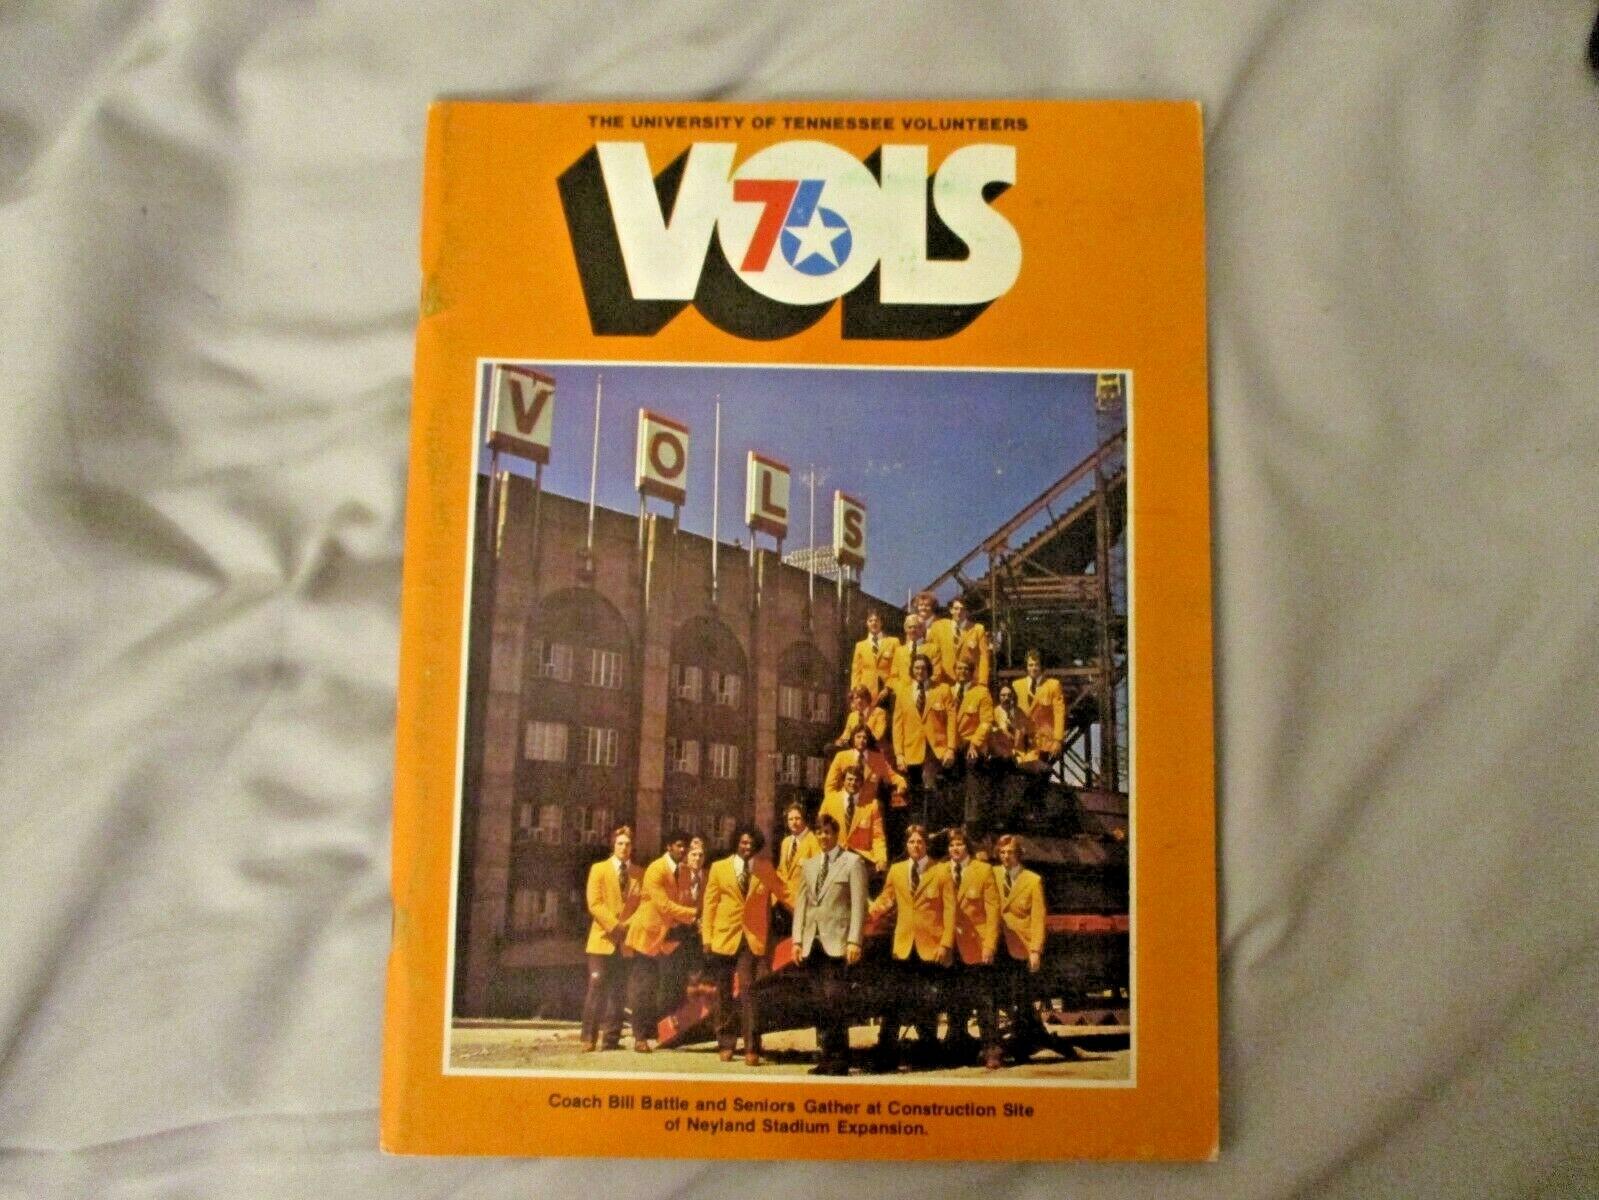 THE UNIVERSITY OF TENNESSEE VOLUNTEERS
VOLS
76
V O L S
Coach Bill Battle and Seniors Gather at Construction Site
of Neyland Stadium Expansion.